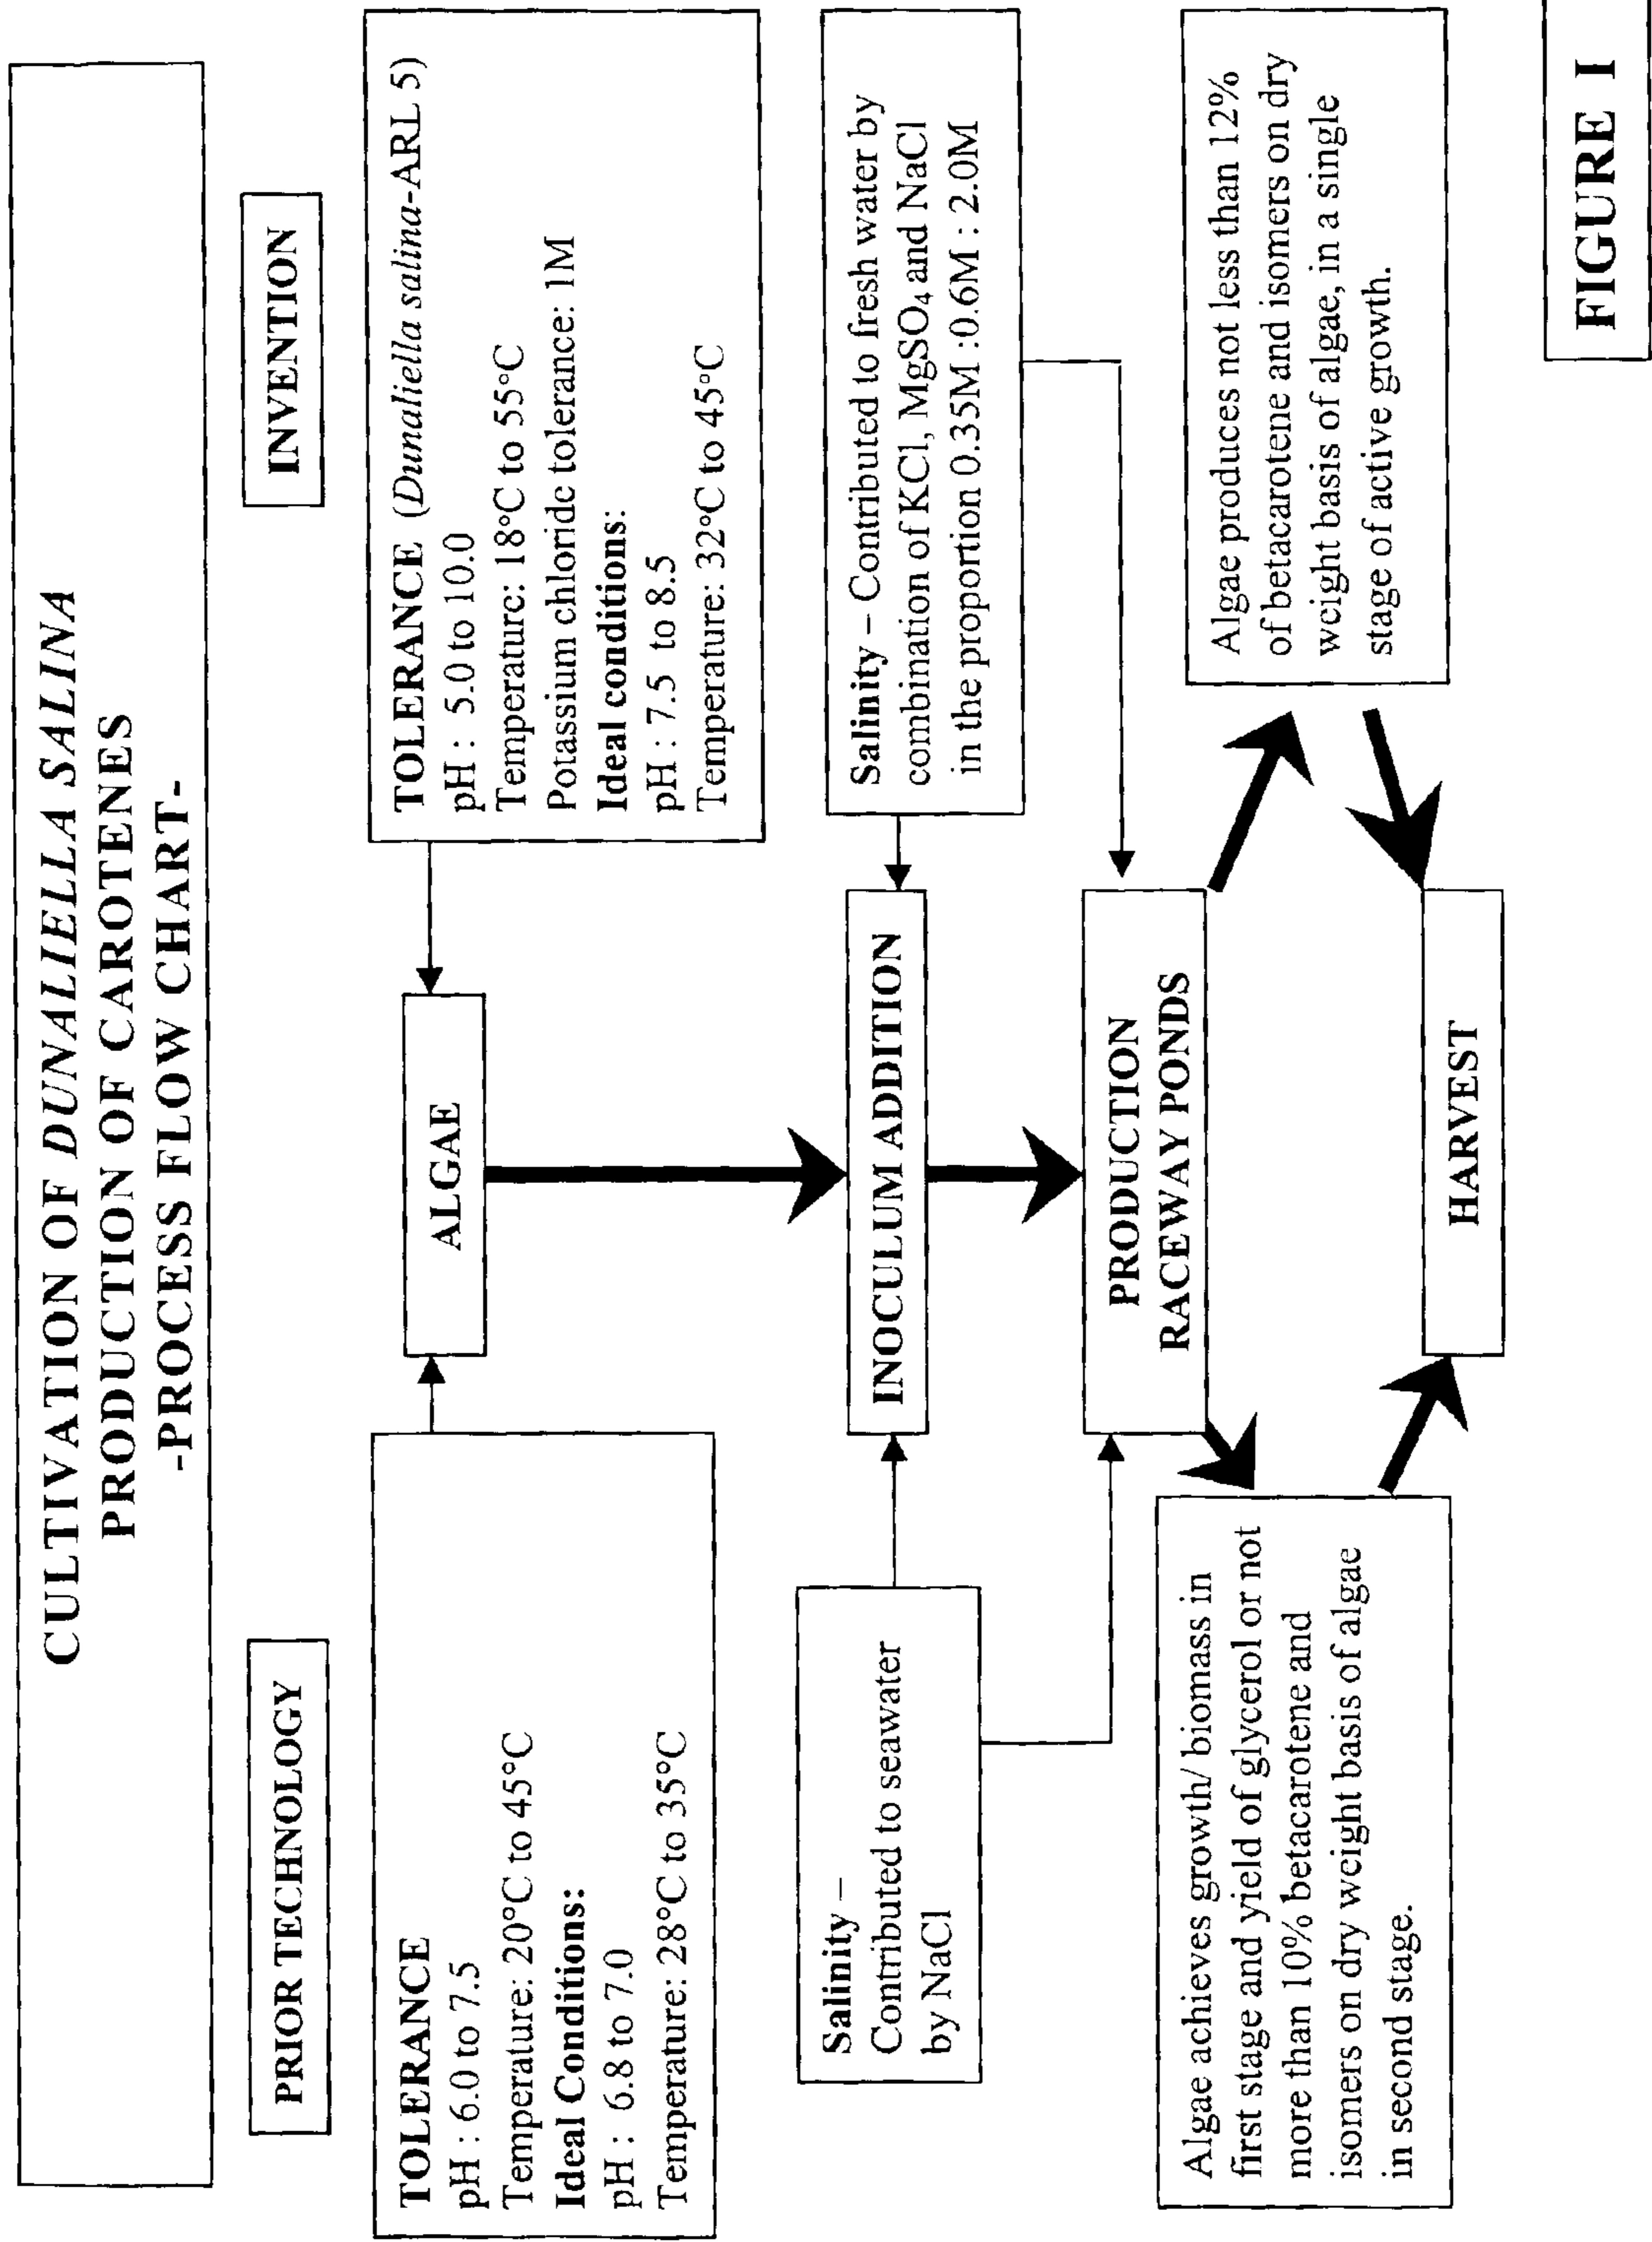 CULTIVATION OF DUNALIELLA SALINA
PRODUCTION OF CAROTENES
-PROCESS FLOW CHART-
PRIOR TECHNOLOGY
INVENTION
TOLERANCE
pH : 6.0 to 7.5
Temperature: 20°C to 45°C
Ideal Conditions:
pH : 6.8 to 7.0
Temperature: 28°C to 35°C
ALGAE
TOLERANCE (Dunaliella salina-ARL 5)
pH : 5.0 to 10.0
Temperature: 18°C to 55°C
Potassium chloride tolerance: 1M
Ideal conditions:
pH : 7.5 to 8.5
Temperature: 32°C to 45°C
Salinity –
Contributed to seawater
by NaCl
INOCULUM ADDITION
Salinity – Contributed to fresh water by
combination of KCl, MgSO₄ and NaCl
in the proportion 0.35M :0.6M : 2.0M
PRODUCTION
RACEWAY PONDS
Algae achieves growth/ biomass in
first stage and yield of glycerol or not
more than 10% betacarotene and
isomers on dry weight basis of algae
in second stage.
Algae produces not less than 12%
of betacarotene and isomers on dry
weight basis of algae, in a single
stage of active growth.
HARVEST
FIGURE I